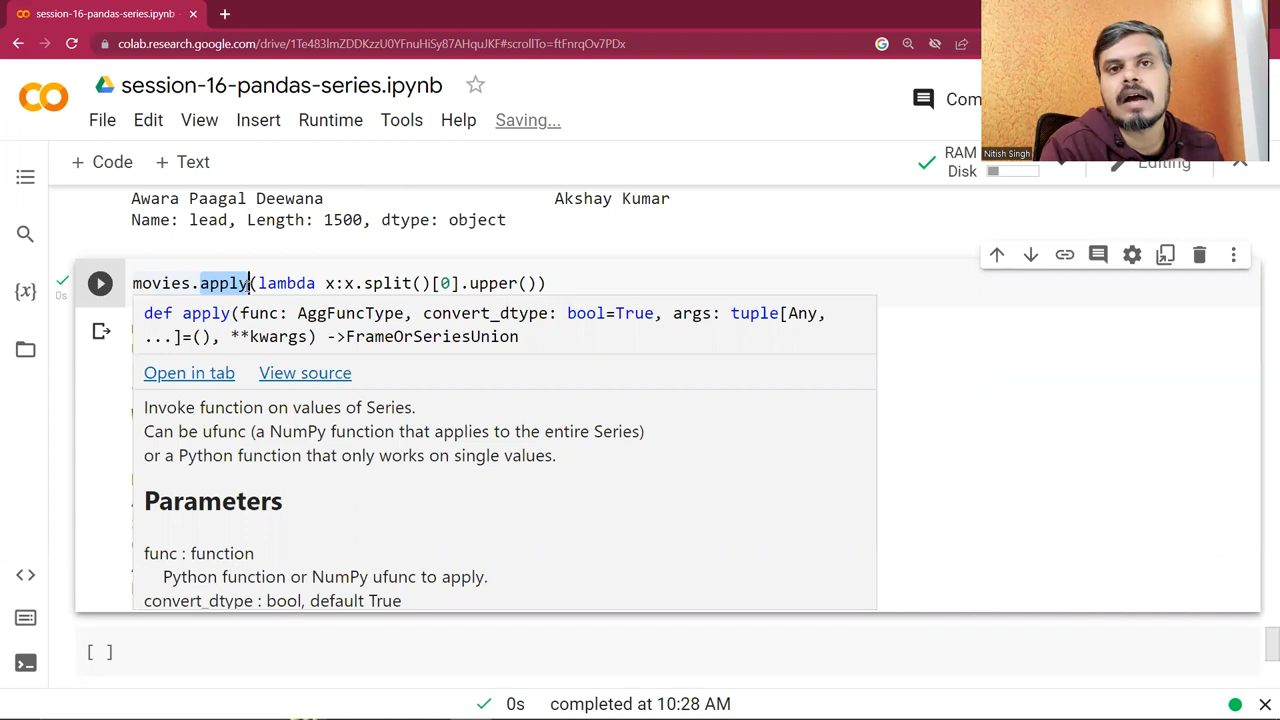 session-16-pandas-series.ipynb
colab.research.google.com/drive/1Te483lmZDDKzzU0YFnuHiSy87AHquJKF#scrollTo=ftFnrqOv7PDx
session-16-pandas-series.ipynb
File Edit View Insert Runtime Tools Help Saving...
Com
Nitish Singh
+ Code + Text
RAM
Disk
Editing
Awara Paagal Deewana Akshay Kumar
Name: lead, Length: 1500, dtype: object
0s
movies.apply(lambda x:x.split()[0].upper())
def apply(func: AggFuncType, convert_dtype: bool=True, args: tuple[Any,
...]=(), **kwargs) ->FrameOrSeriesUnion
Open in tab View source
Invoke function on values of Series.
Can be ufunc (a NumPy function that applies to the entire Series)
or a Python function that only works on single values.
Parameters
func : function
Python function or NumPy ufunc to apply.
convert_dtype : bool, default True
[ ]
0s completed at 10:28 AM